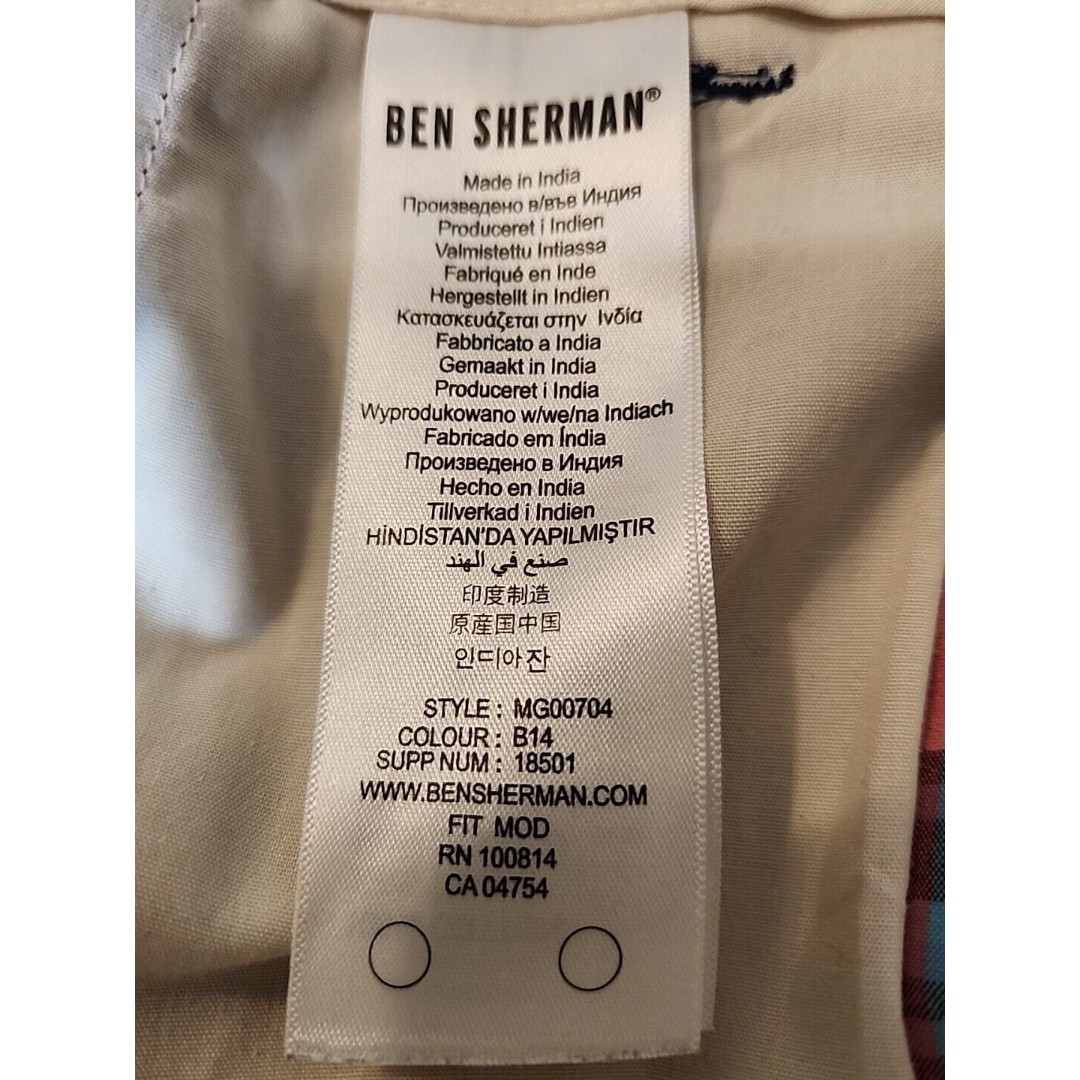 BEN SHERMAN®
Made in India
Произведено в/във Индия
Produceret i Indien
Valmistettu Intiassa
Fabriqué en Inde
Hergestellt in Indien
Κατασκευάζεται στην Ινδία
Fabbricato a India
Gemaakt in India
Produceret i India
Wyprodukowano w/we/na Indiach
Fabricado em Índia
Произведено в Индия
Hecho en India
Tillverkad i Indien
HİNDİSTAN'DA YAPILMIŞTIR
صنع في الهند
印度制造
原産国中国
인디아잔
STYLE : MG00704
COLOUR : B14
SUPP NUM : 18501
WWW.BENSHERMAN.COM
FIT MOD
RN 100814
CA 04754